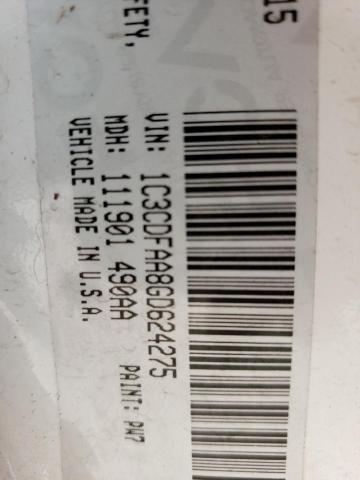 15
FETY,
VIN: 1C3CDFAA8GD624275
MDH: 111901 490AA PAINT: PW7
VEHICLE MADE IN U.S.A.